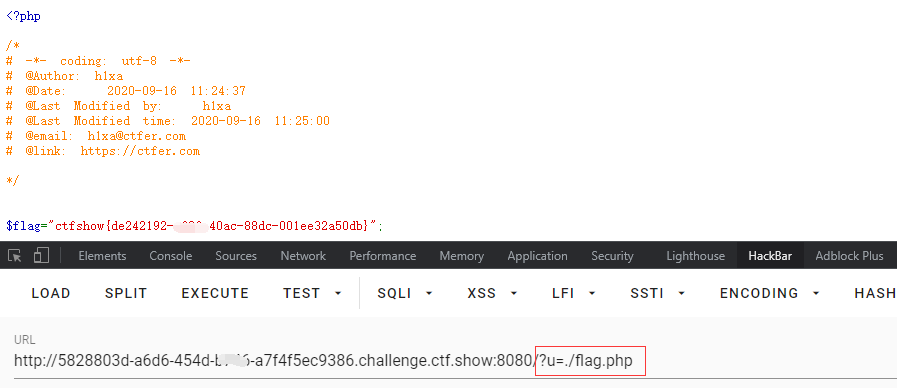 <?php
/*
# -*- coding: utf-8 -*-
# @Author: h1xa
# @Date: 2020-09-16 11:24:37
# @Last Modified by: h1xa
# @Last Modified time: 2020-09-16 11:25:00
# @email: h1xa@ctfer.com
# @link: https://ctfer.com
*/
$flag="ctfshow{de242192- 40ac-88dc-001ee32a50db}";
Elements Console Sources Network Performance Memory Application Security Lighthouse HackBar Adblock Plus
LOAD SPLIT EXECUTE TEST SQLI XSS LFI SSTI ENCODING HASH
URL
http://5828803d-a6d6-454d- -a7f4f5ec9386.challenge.ctf.show:8080/?u=./flag.php